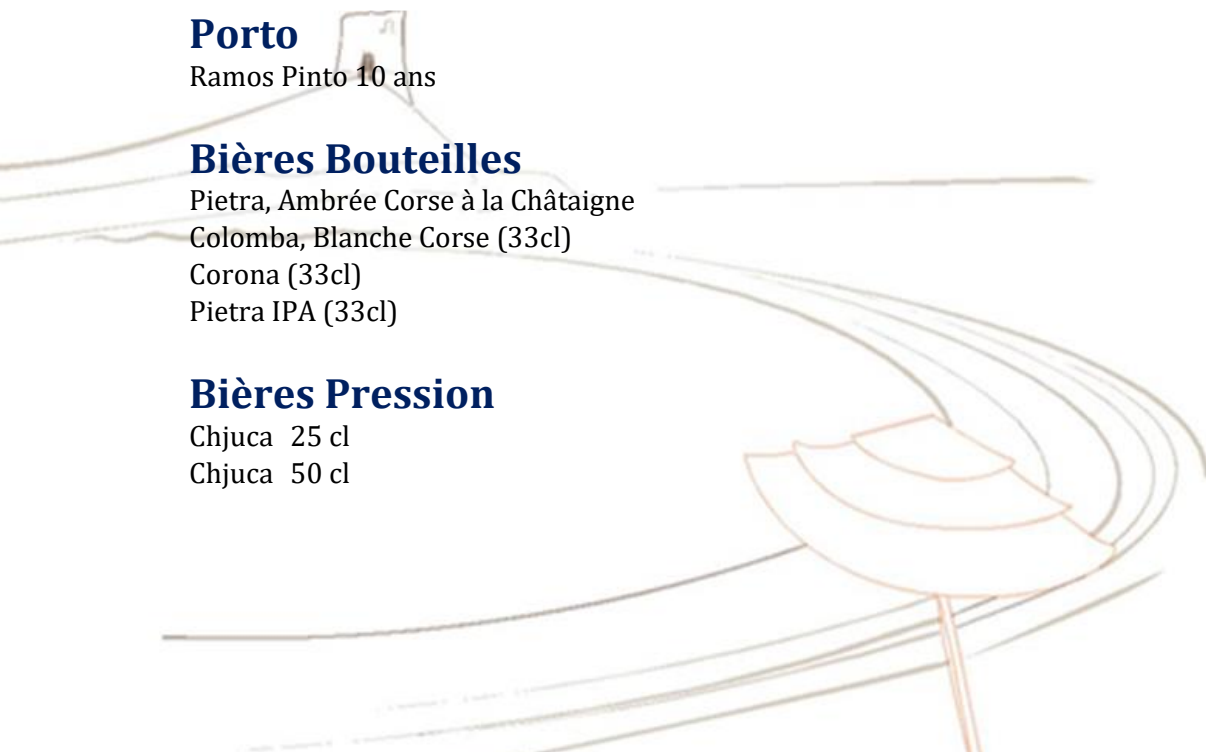 Porto
Ramos Pinto 10 ans
Bières Bouteilles
Pietra, Ambrée Corse à la Châtaigne
Colomba, Blanche Corse (33cl)
Corona (33cl)
Pietra IPA (33cl)
Bières Pression
Chjuca 25 cl
Chjuca 50 cl